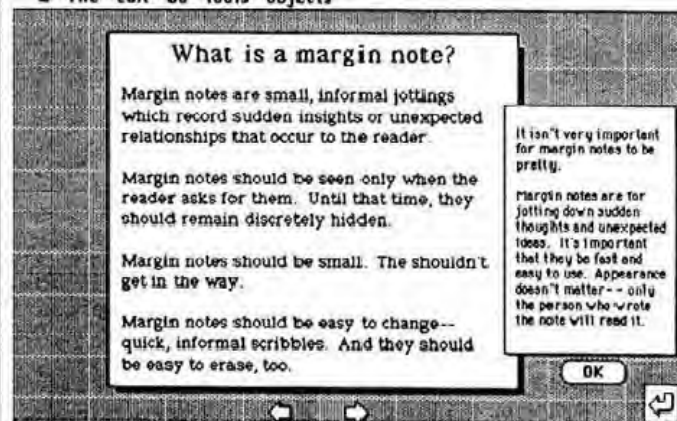 The Edit Go Tools Objects
What is a margin note?
Margin notes are small, informal jottings
which record sudden insights or unexpected
relationships that occur to the reader.
Margin notes should be seen only when the
reader asks for them. Until that time, they
should remain discretely hidden.
Margin notes should be small. The shouldn't
get in the way.
Margin notes should be easy to change--
quick, informal scribbles. And they should
be easy to erase, too.
It isn't very important
for margin notes to be
pretty.
Margin notes are for
jotting down sudden
thoughts and unexpected
ideas. It's important
that they be fast and
easy to use. Appearance
doesn't matter-- only
the person who wrote
the note will read it.
OK